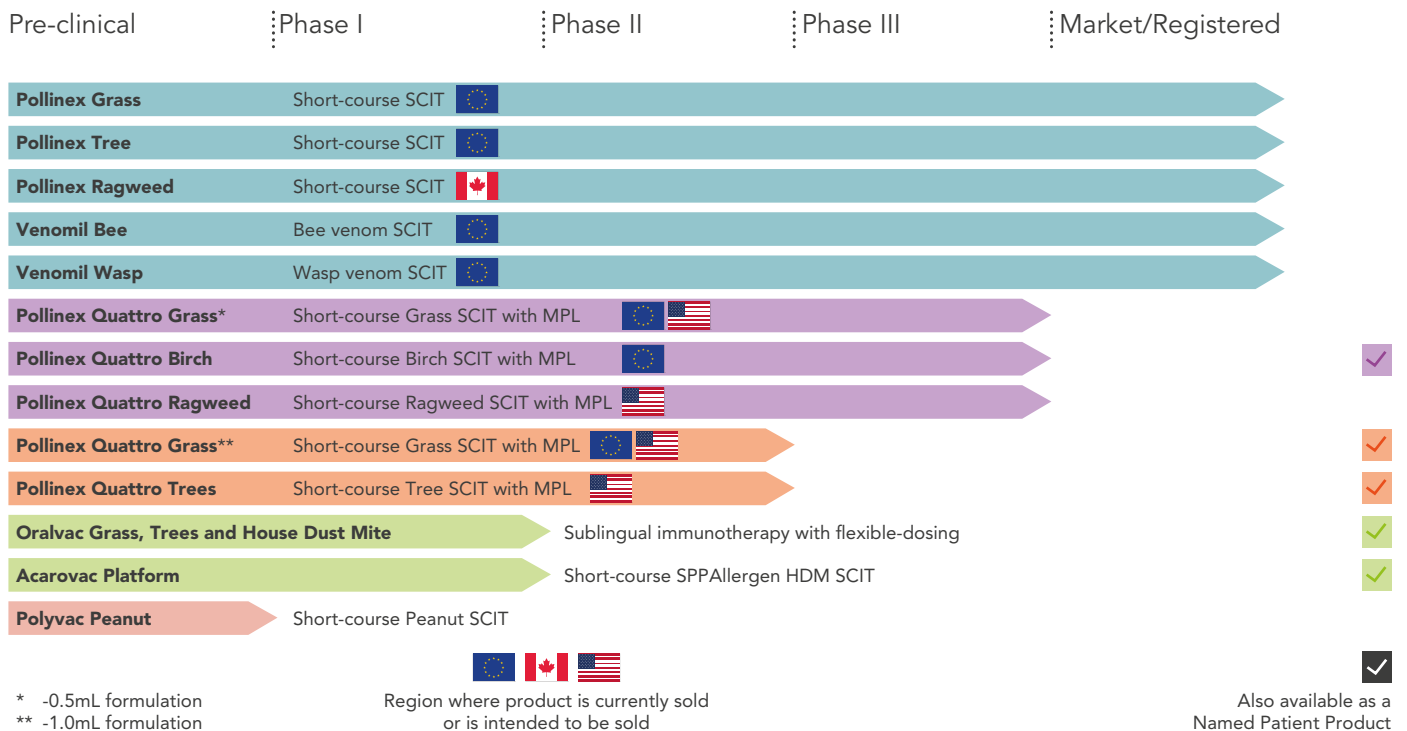 Pre-clinical Phase I Phase II Phase III Market/Registered
Pollinex Grass Short-course SCIT
Pollinex Tree Short-course SCIT
Pollinex Ragweed Short-course SCIT
Venomil Bee Bee venom SCIT
Venomil Wasp Wasp venom SCIT
Pollinex Quattro Grass* Short-course Grass SCIT with MPL
Pollinex Quattro Birch Short-course Birch SCIT with MPL
Pollinex Quattro Ragweed Short-course Ragweed SCIT with MPL
Pollinex Quattro Grass** Short-course Grass SCIT with MPL
Pollinex Quattro Trees Short-course Tree SCIT with MPL
Oralvac Grass, Trees and House Dust Mite Sublingual immunotherapy with flexible-dosing
Acarovac Platform Short-course SPPAllergen HDM SCIT
Polyvac Peanut Short-course Peanut SCIT
* -0.5mL formulation
** -1.0mL formulation
Region where product is currently sold
or is intended to be sold
Also available as a
Named Patient Product